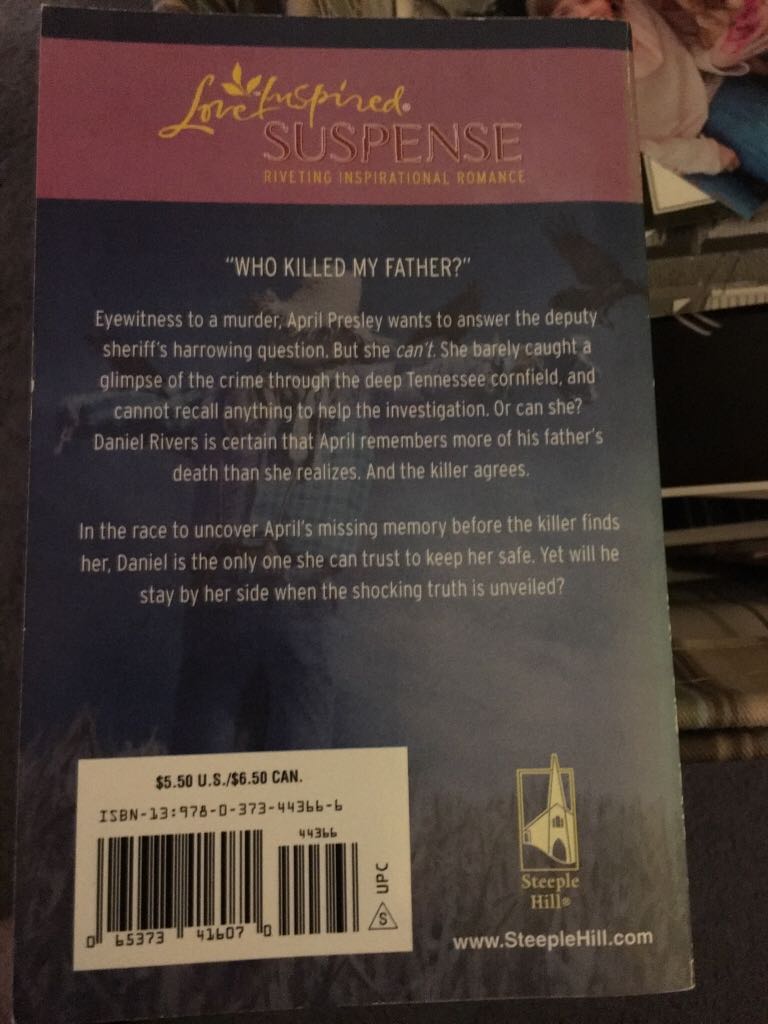 Love Inspired®
SUSPENSE
RIVETING INSPIRATIONAL ROMANCE
“WHO KILLED MY FATHER?”
Eyewitness to a murder, April Presley wants to answer the deputy
sheriff's harrowing question. But she can't. She barely caught a
glimpse of the crime through the deep Tennessee cornfield, and
cannot recall anything to help the investigation. Or can she?
Daniel Rivers is certain that April remembers more of his father's
death than she realizes. And the killer agrees.
In the race to uncover April's missing memory before the killer finds
her, Daniel is the only one she can trust to keep her safe. Yet will he
stay by her side when the shocking truth is unveiled?
$5.50 U.S./$6.50 CAN.
ISBN-13:978-0-373-44366-6
44366
0 65373 41607 0
S UPC
Steeple
Hill®
www.SteepleHill.com